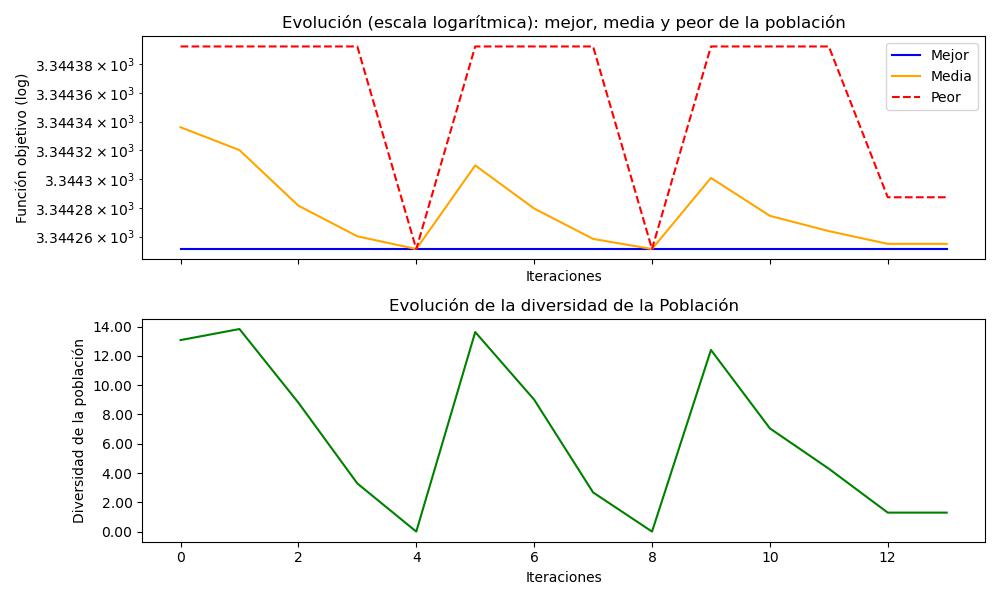 Evolución (escala logarítmica): mejor, media y peor de la población
Función objetivo (log)
3.34438 × 10³
3.34436 × 10³
3.34434 × 10³
3.34432 × 10³
3.3443 × 10³
3.34428 × 10³
3.34426 × 10³
Mejor
Media
Peor
Iteraciones
Evolución de la diversidad de la Población
Diversidad de la población
14.00
12.00
10.00
8.00
6.00
4.00
2.00
0.00
0 2 4 6 8 10 12
Iteraciones